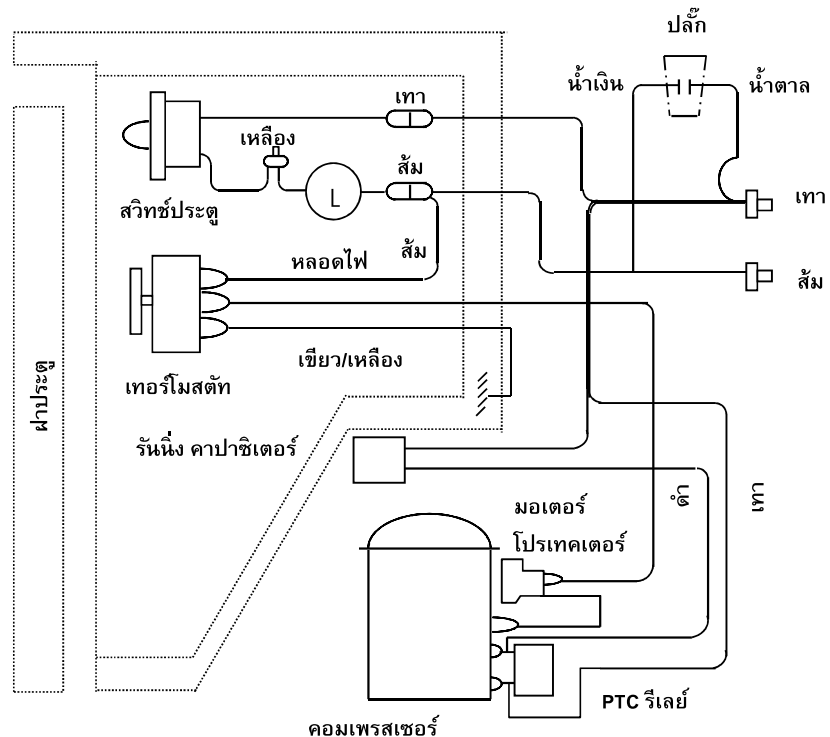 ปลั๊ก
น้ำเงิน
น้ำตาล
เทา
เหลือง
ส้ม
L
สวิทช์ประตู
เทา
หลอดไฟ
ส้ม
ส้ม
เขียว/เหลือง
เทอร์โมสตัท
ฝาประตู
รันนิ่ง คาปาซิเตอร์
ดำ
เทา
มอเตอร์
โปรเทคเตอร์
PTC รีเลย์
คอมเพรสเซอร์